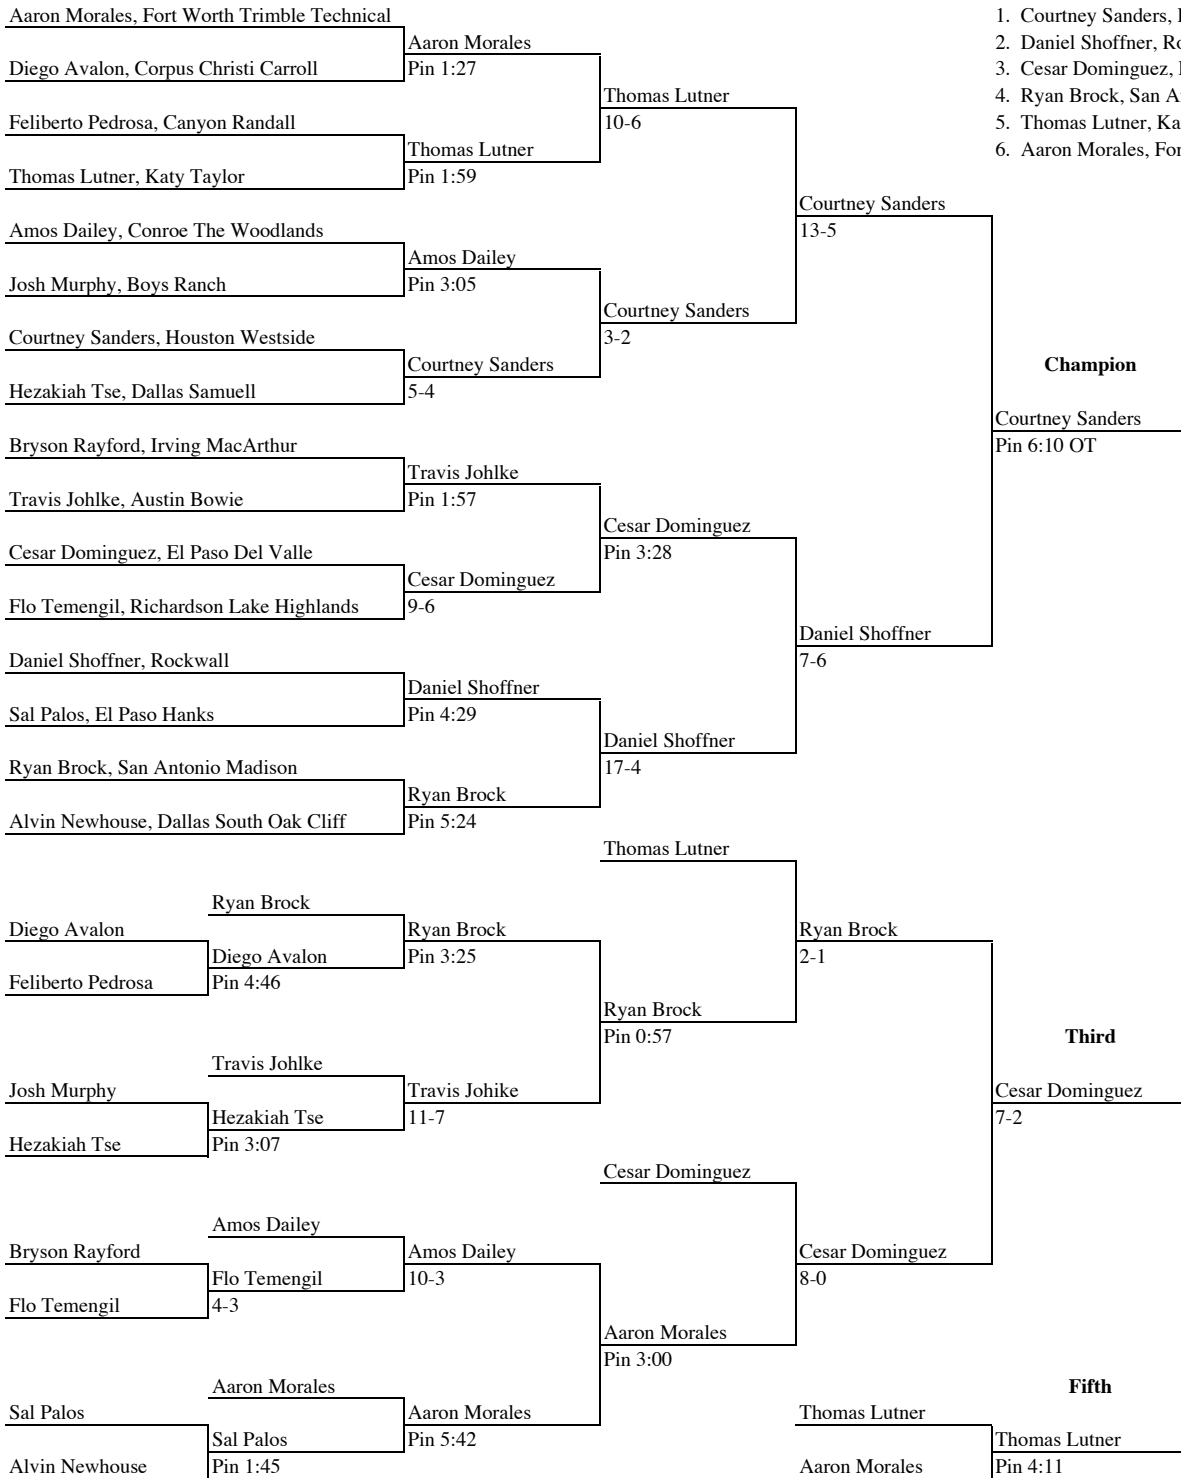 Aaron Morales, Fort Worth Trimble Technical
Aaron Morales
Diego Avalon, Corpus Christi Carroll
Pin 1:27
Thomas Lutner
Feliberto Pedrosa, Canyon Randall
10-6
Thomas Lutner
Thomas Lutner, Katy Taylor
Pin 1:59
Courtney Sanders
Amos Dailey, Conroe The Woodlands
13-5
Amos Dailey
Josh Murphy, Boys Ranch
Pin 3:05
Courtney Sanders
Courtney Sanders, Houston Westside
3-2
Courtney Sanders
Hezakiah Tse, Dallas Samuell
5-4
Champion
Courtney Sanders
Bryson Rayford, Irving MacArthur
Pin 6:10 OT
Travis Johlke
Travis Johlke, Austin Bowie
Pin 1:57
Cesar Dominguez
Cesar Dominguez, El Paso Del Valle
Pin 3:28
Cesar Dominguez
Flo Temengil, Richardson Lake Highlands
9-6
Daniel Shoffner
Daniel Shoffner, Rockwall
7-6
Daniel Shoffner
Sal Palos, El Paso Hanks
Pin 4:29
Daniel Shoffner
Ryan Brock, San Antonio Madison
17-4
Ryan Brock
Alvin Newhouse, Dallas South Oak Cliff
Pin 5:24
1. Courtney Sanders,
2. Daniel Shoffner,
3. Cesar Dominguez,
4. Ryan Brock, San
5. Thomas Lutner,
6. Aaron Morales,
Thomas Lutner
Ryan Brock
Diego Avalon
Ryan Brock
Ryan Brock
Diego Avalon
Pin 3:25
2-1
Feliberto Pedrosa
Pin 4:46
Ryan Brock
Pin 0:57
Third
Travis Johlke
Josh Murphy
Travis Johike
Cesar Dominguez
Hezakiah Tse
11-7
7-2
Hezakiah Tse
Pin 3:07
Cesar Dominguez
Amos Dailey
Bryson Rayford
Amos Dailey
Cesar Dominguez
Flo Temengil
10-3
8-0
Flo Temengil
4-3
Aaron Morales
Pin 3:00
Aaron Morales
Fifth
Sal Palos
Aaron Morales
Thomas Lutner
Sal Palos
Pin 5:42
Thomas Lutner
Alvin Newhouse
Pin 1:45
Aaron Morales
Pin 4:11